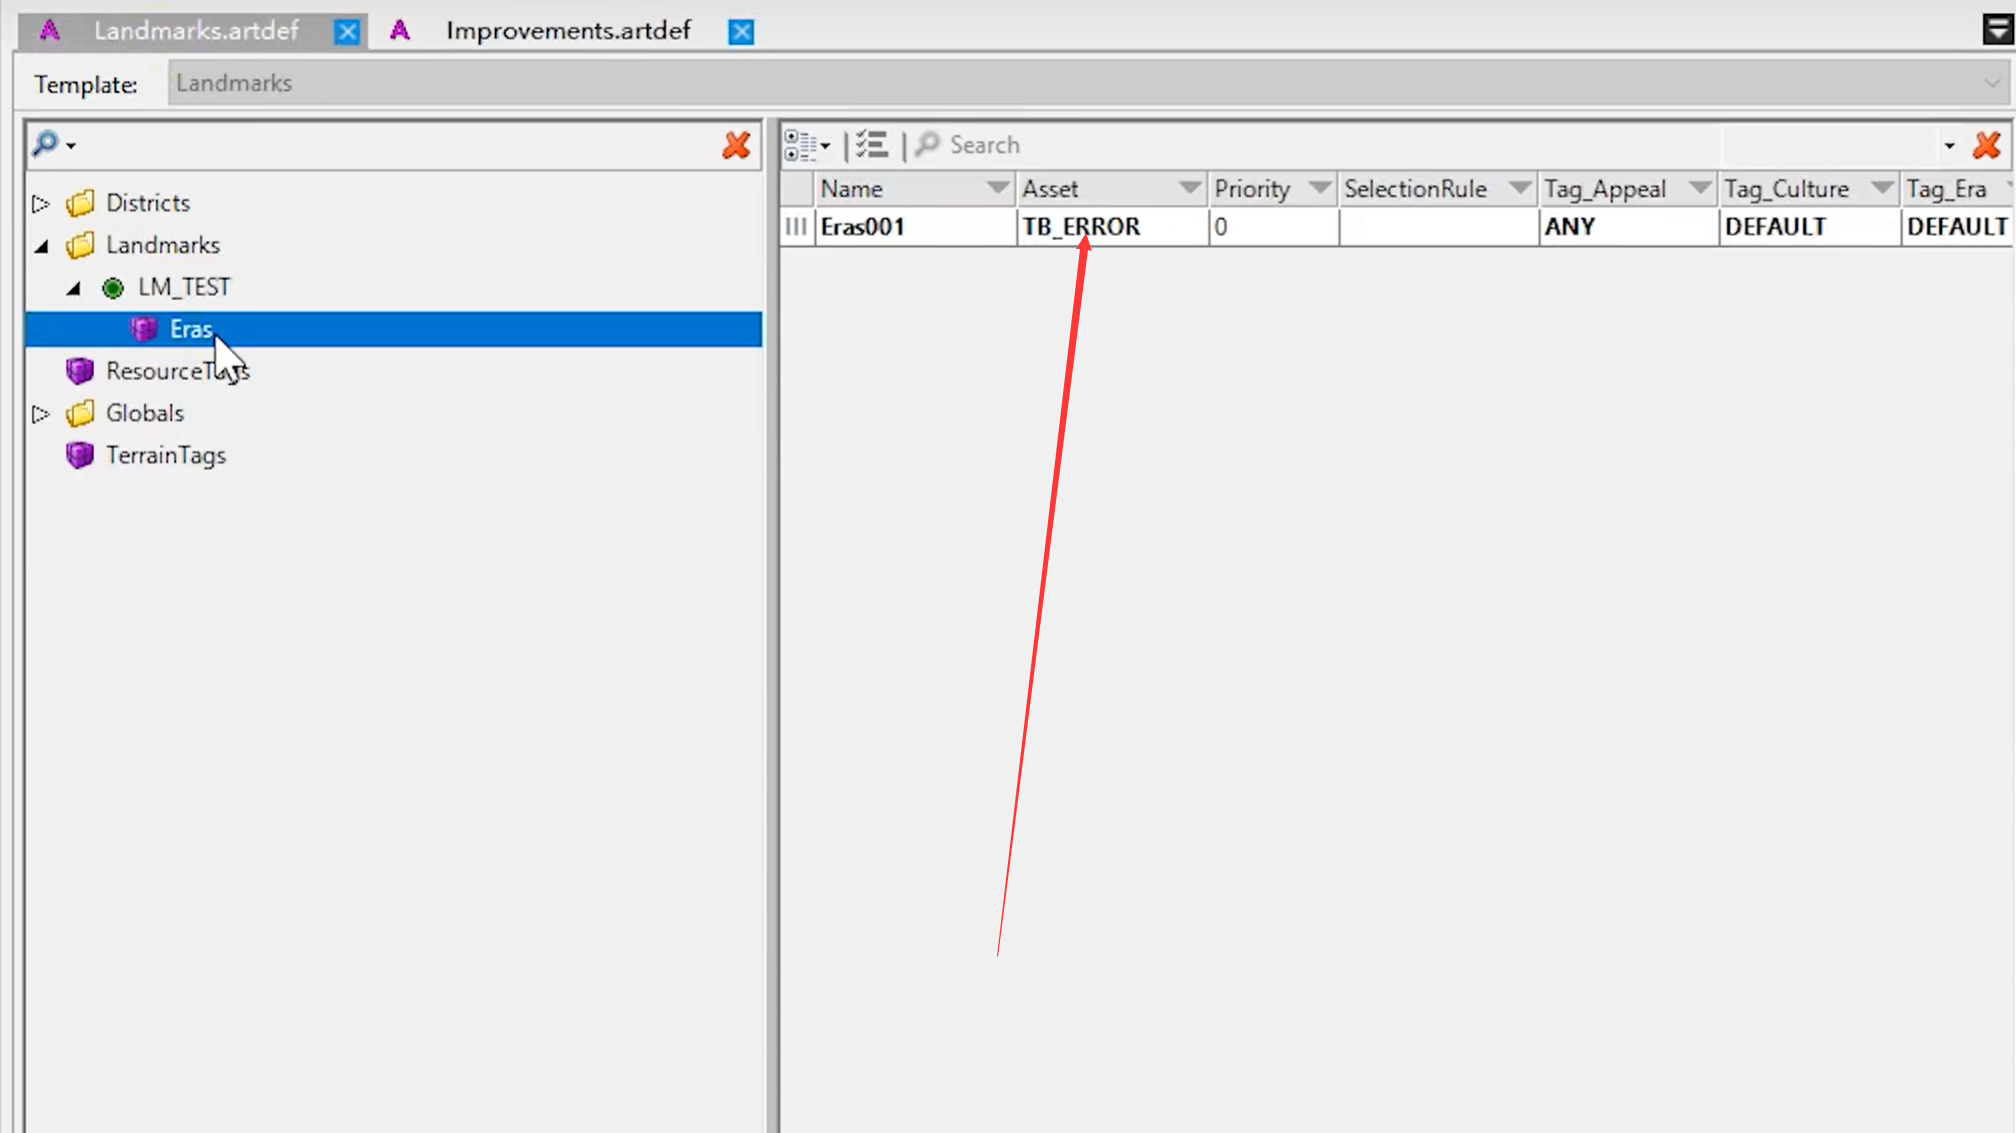 Landmarks.artdef Improvements.artdef
Template: Landmarks
Search
Name Asset Priority SelectionRule Tag_Appeal Tag_Culture Tag_Era
Eras001 TB_ERROR 0 ANY DEFAULT DEFAULT
Districts
Landmarks
LM_TEST
Eras
ResourceTags
Globals
TerrainTags